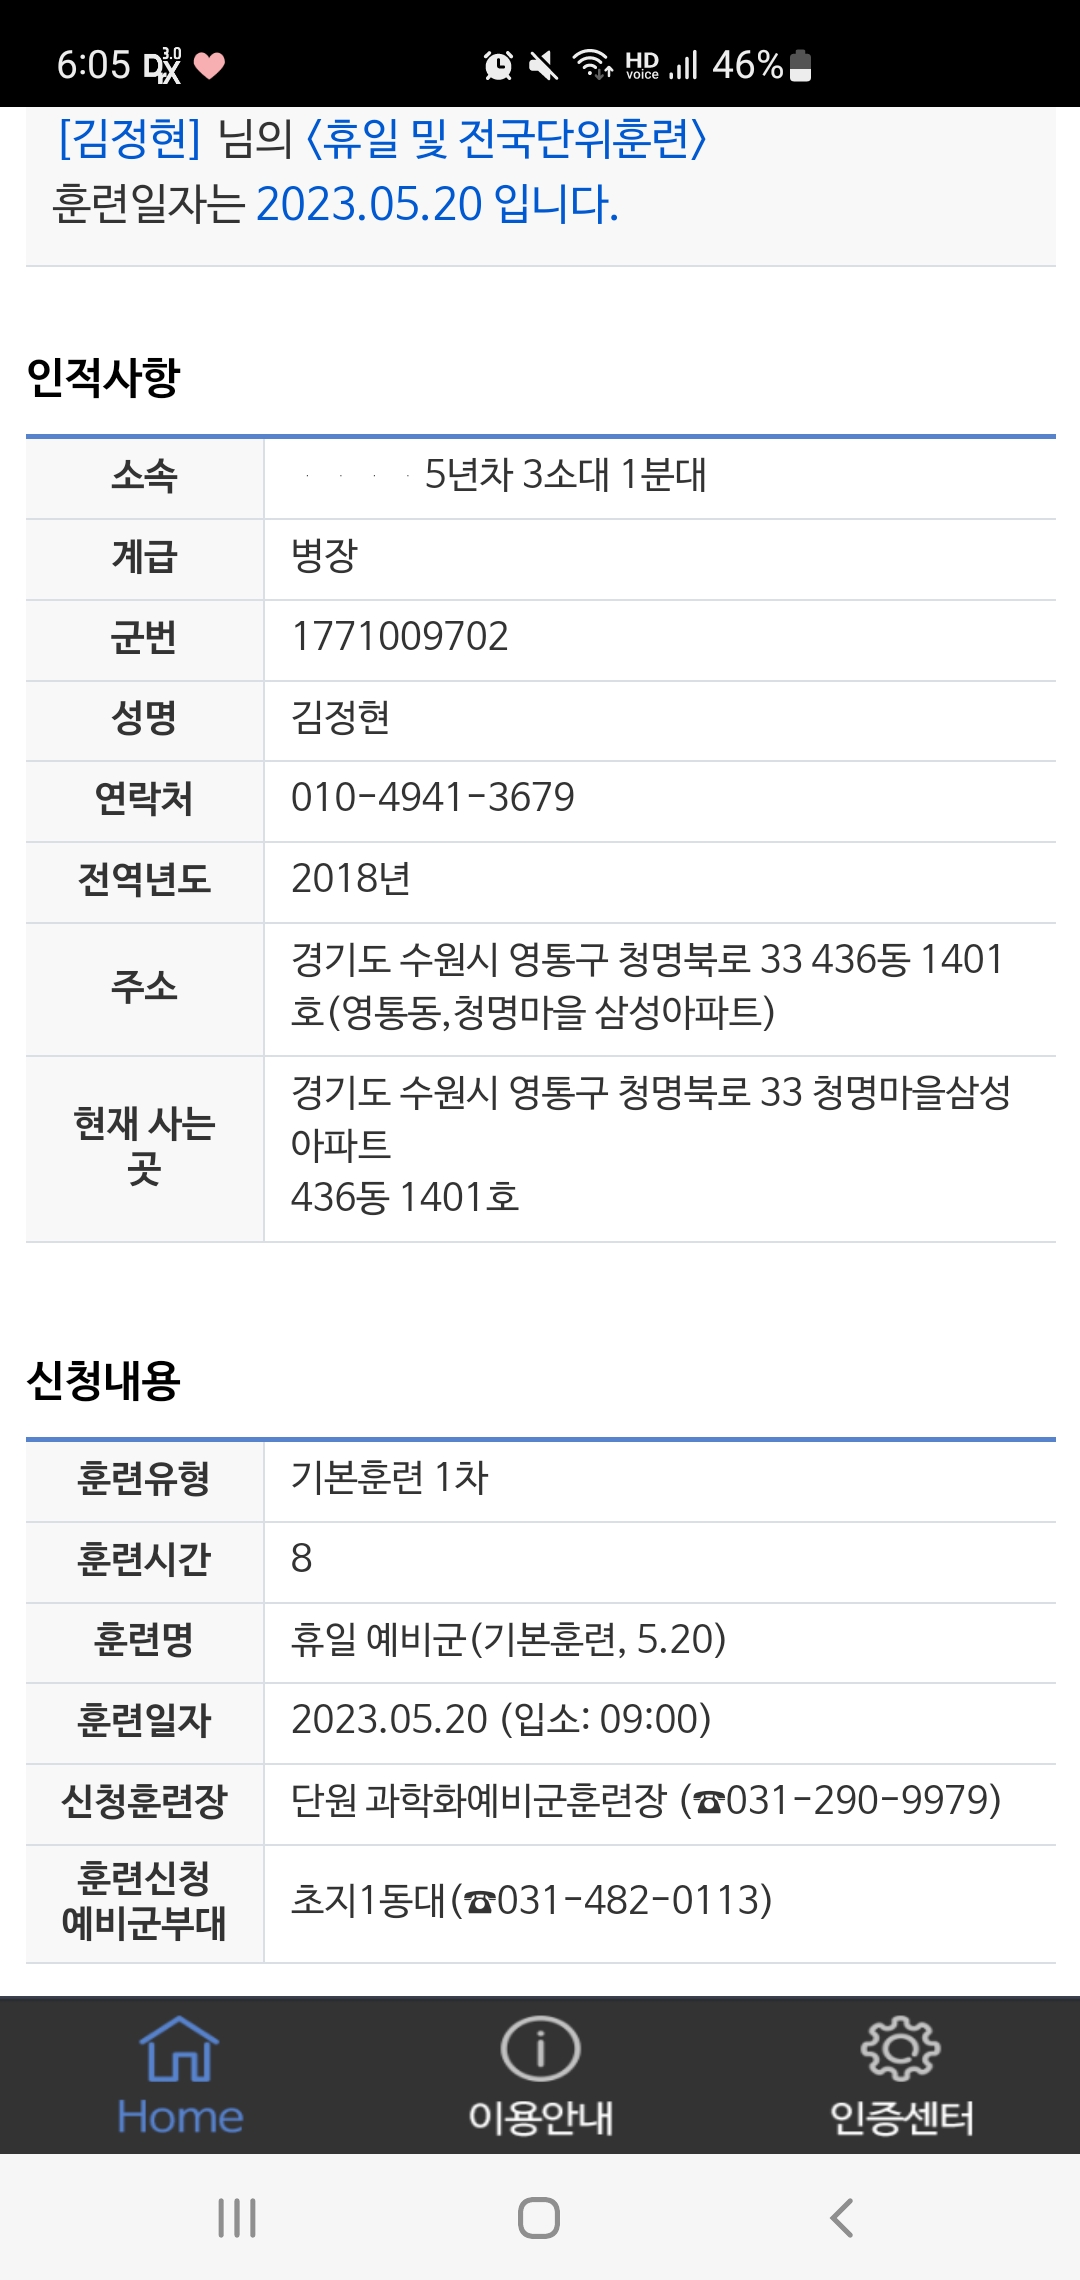 6:05 DX 3.0 HD voice 46%
[김정현] 님의 〈휴일 및 전국단위훈련〉
훈련일자는 2023.05.20 입니다.
인적사항
소속 · · · · 5년차 3소대 1분대
계급 병장
군번 1771009702
성명 김정현
연락처 010-4941-3679
전역년도 2018년
주소 경기도 수원시 영통구 청명북로 33 436동 1401
호(영통동,청명마을 삼성아파트)
현재 사는
곳
경기도 수원시 영통구 청명북로 33 청명마을삼성
아파트
436동 1401호
신청내용
훈련유형 기본훈련 1차
훈련시간 8
훈련명 휴일 예비군(기본훈련, 5.20)
훈련일자 2023.05.20 (입소: 09:00)
신청훈련장 단원 과학화예비군훈련장 (☎031-290-9979)
훈련신청
예비군부대
초지1동대(☎031-482-0113)
Home 이용안내 인증센터